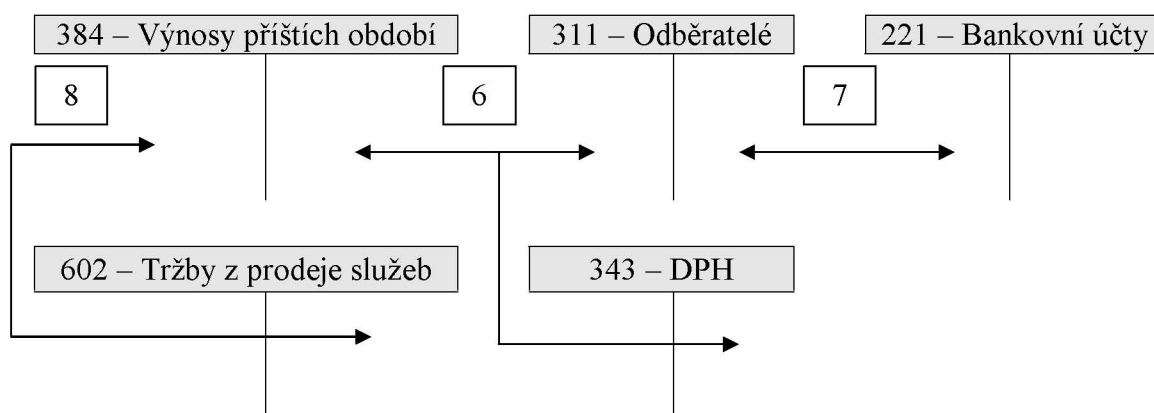 384 – Výnosy příštích období
311 – Odběratelé
221 – Bankovní účty
8
6
7
602 – Tržby z prodeje služeb
343 – DPH